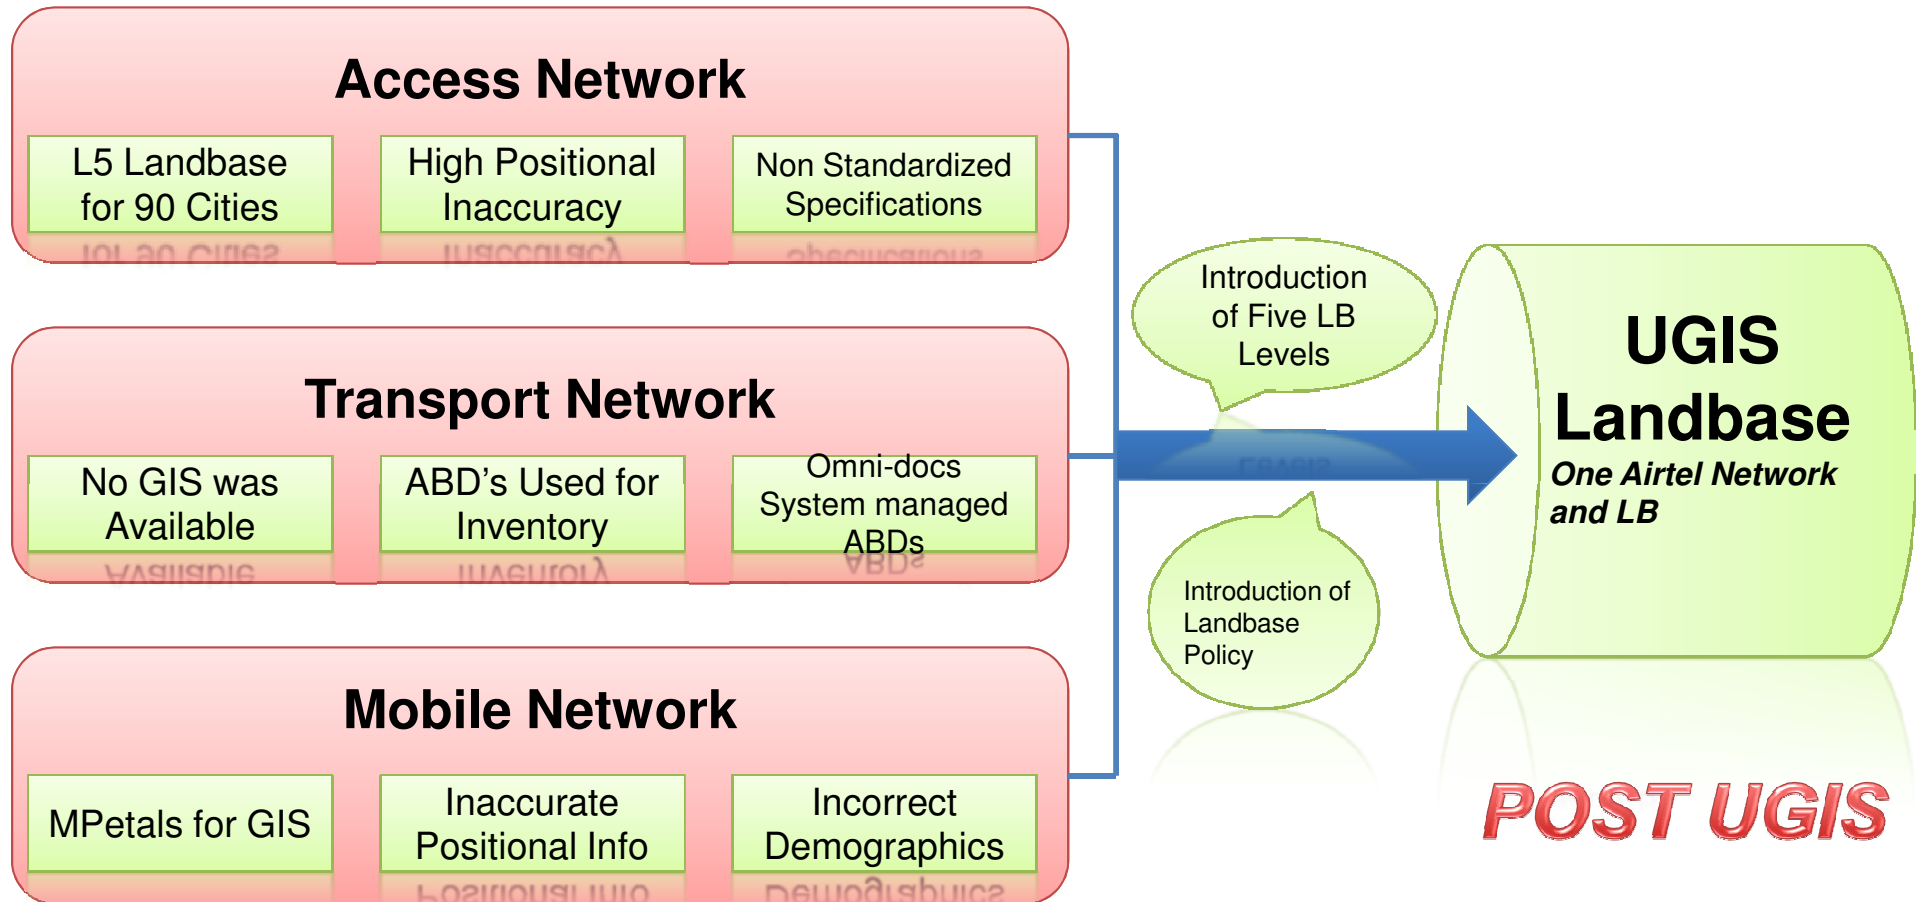 Access Network
L5 Landbase
for 90 Cities
High Positional
Inaccuracy
Non Standardized
Specifications
Transport Network
No GIS was
Available
ABD's Used for
Inventory
Omni-docs
System managed
ABDs
Mobile Network
MPetals for GIS
Inaccurate
Positional Info
Incorrect
Demographics
Introduction
of Five LB
Levels
Introduction of
Landbase
Policy
UGIS
Landbase
One Airtel Network
and LB
POST UGIS